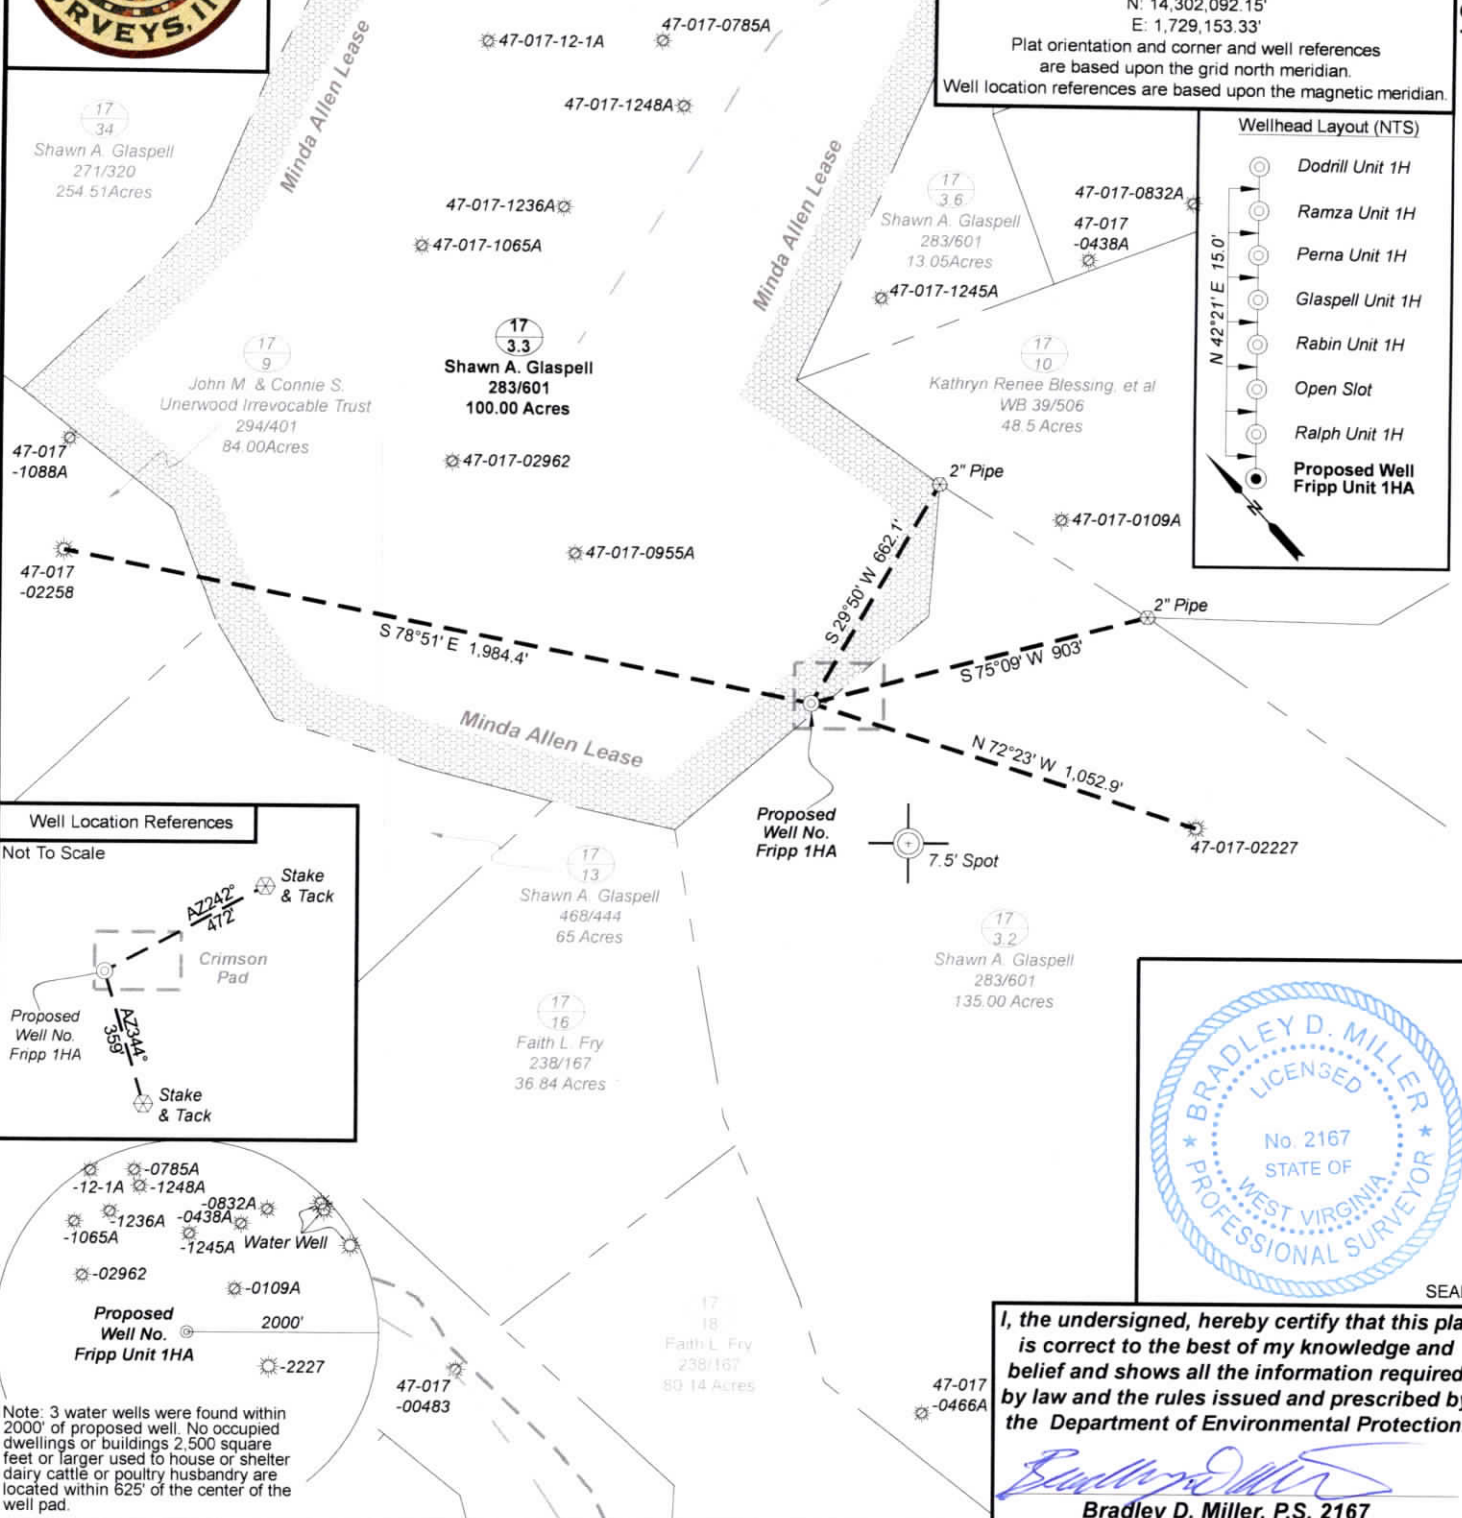 RVEYS, I
N: 14,302,092.15'
E: 1,729,153.33'
Plat orientation and corner and well references
are based upon the grid north meridian.
Well location references are based upon the magnetic meridian.
47-017-12-1A
47-017-0785A
47-017-1248A
Minda Allen Lease
17
34
Shawn A. Glaspell
271/320
254.51Acres
47-017-1236A
47-017-1065A
Minda Allen Lease
17
3.6
Shawn A. Glaspell
283/601
13.05Acres
47-017-1245A
47-017-0832A
47-017
-0438A
Wellhead Layout (NTS)
Dodrill Unit 1H
Ramza Unit 1H
Perna Unit 1H
Glaspell Unit 1H
Rabin Unit 1H
Open Slot
Ralph Unit 1H
Proposed Well
Fripp Unit 1HA
N 42°21' E 15.0'
N
17
9
John M. & Connie S.
Unerwood Irrevocable Trust
294/401
84.00Acres
17
3.3
Shawn A. Glaspell
283/601
100.00 Acres
17
10
Kathryn Renee Blessing, et al
WB 39/506
48.5 Acres
47-017
-1088A
47-017-02962
2" Pipe
47-017-0109A
47-017
-02258
47-017-0955A
S 29°50' W 662.1'
2" Pipe
S 78°51' E 1,984.4'
S 75°09' W 903'
Minda Allen Lease
N 72°23' W 1,052.9'
Proposed
Well No.
Fripp 1HA
7.5' Spot
47-017-02227
Well Location References
Not To Scale
Stake
& Tack
AZ242°
472'
Crimson
Pad
Proposed
Well No.
Fripp 1HA
AZ344°
359'
Stake
& Tack
17
13
Shawn A. Glaspell
468/444
65 Acres
17
3.2
Shawn A. Glaspell
283/601
135.00 Acres
17
16
Faith L. Fry
238/167
36.84 Acres
BRADLEY D. MILLER
LICENSED
No. 2167
STATE OF
WEST VIRGINIA
PROFESSIONAL SURVEYOR
SEAL
-0785A
-12-1A
-1248A
-0832A
-1236A
-0438A
-1065A
-1245A
Water Well
-02962
-0109A
Proposed
Well No.
Fripp Unit 1HA
2000'
-2227
17
18
Faith L. Fry
238/167
80.14 Acres
47-017
-00483
47-017
-0466A
Note: 3 water wells were found within
2000' of proposed well. No occupied
dwellings or buildings 2,500 square
feet or larger used to house or shelter
dairy cattle or poultry husbandry are
located within 625' of the center of the
well pad.
I, the undersigned, hereby certify that this pla
is correct to the best of my knowledge and
belief and shows all the information required
by law and the rules issued and prescribed by
the Department of Environmental Protection
Bradley D. Miller, P.S. 2167